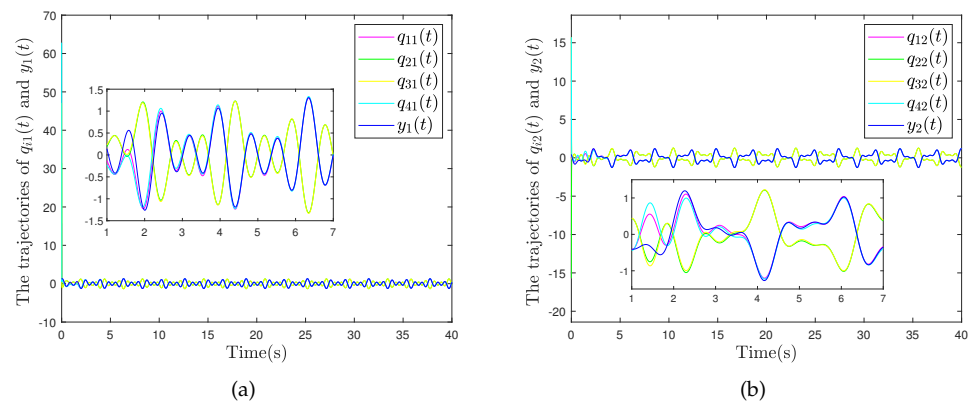 The trajectories of q_{i1}(t) and y_1(t)
70
60
50
40
30
20
10
0
-10
0 5 10 15 20 25 30 35 40
Time(s)
q_{11}(t)
q_{21}(t)
q_{31}(t)
q_{41}(t)
y_1(t)
1.5
1
0.5
0
-0.5
-1
-1.5
1 2 3 4 5 6 7
(a)
The trajectories of q_{i2}(t) and y_2(t)
15
10
5
0
-5
-10
-15
-20
0 5 10 15 20 25 30 35 40
Time(s)
q_{12}(t)
q_{22}(t)
q_{32}(t)
q_{42}(t)
y_2(t)
1
0
-1
1 2 3 4 5 6 7
(b)